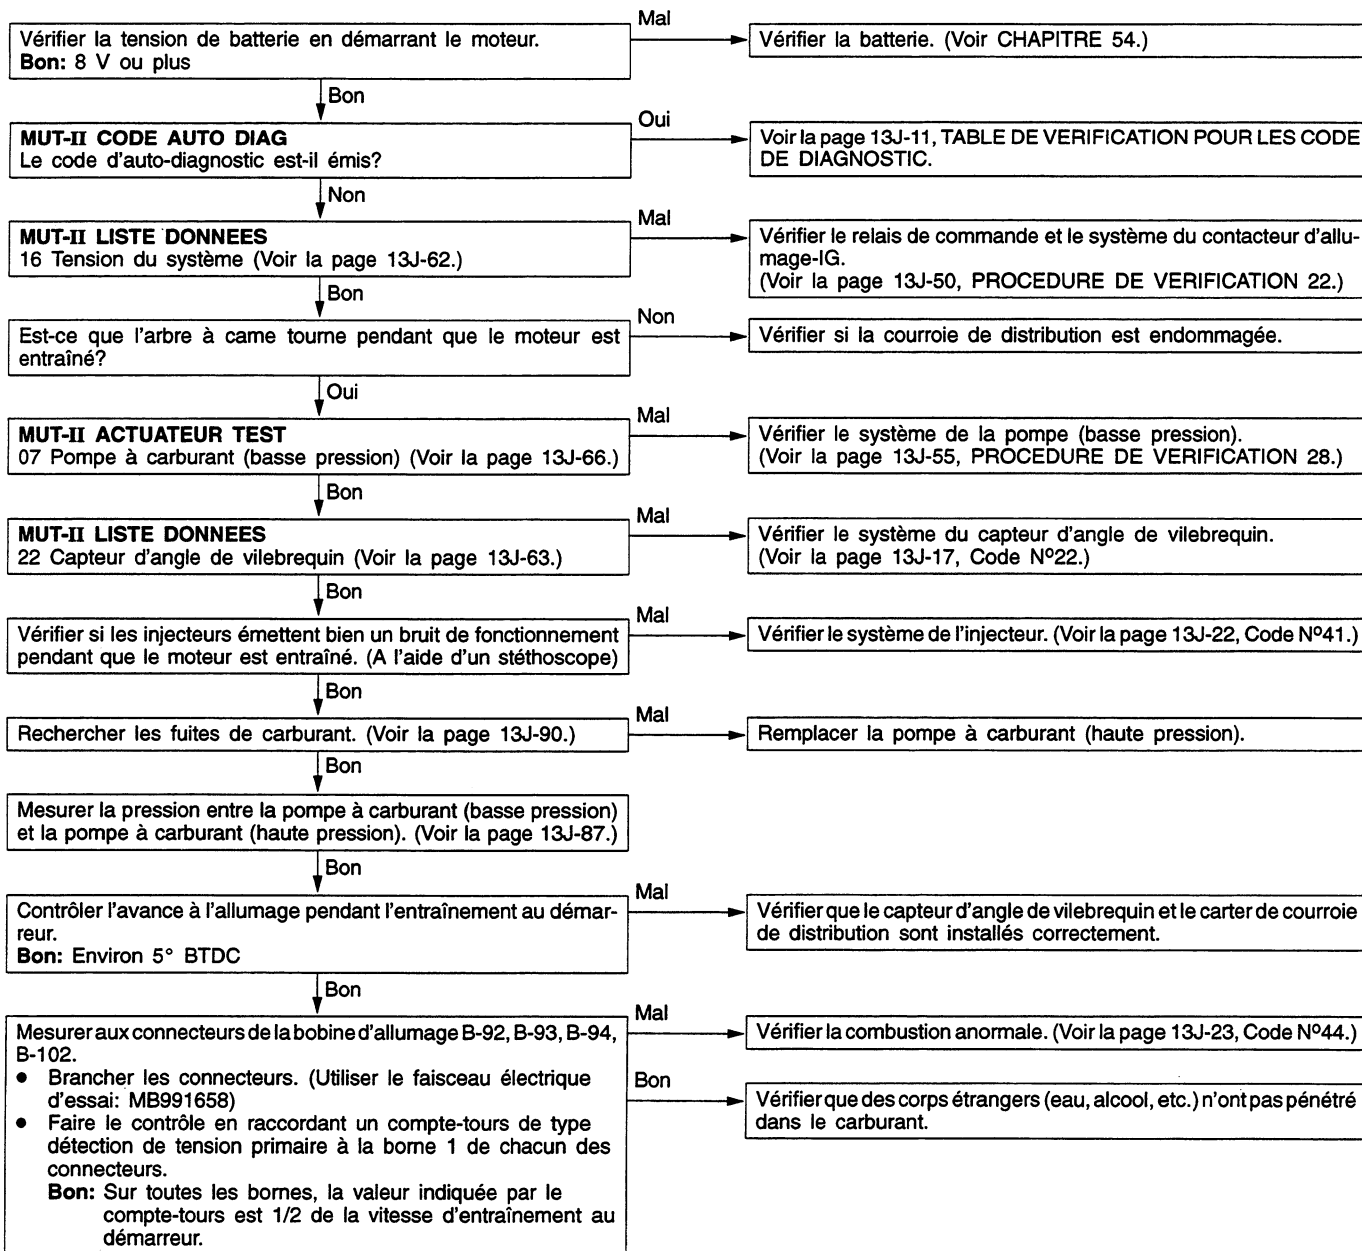 Vérifier la tension de batterie en démarrant le moteur.
Bon: 8 V ou plus
Mal
Vérifier la batterie. (Voir CHAPITRE 54.)
Bon
MUT-II CODE AUTO DIAG
Le code d'auto-diagnostic est-il émis?
Oui
Voir la page 13J-11, TABLE DE VERIFICATION POUR LES CODE
DE DIAGNOSTIC.
Non
MUT-II LISTE DONNEES
16 Tension du système (Voir la page 13J-62.)
Mal
Vérifier le relais de commande et le système du contacteur d'allu-
mage-IG.
(Voir la page 13J-50, PROCEDURE DE VERIFICATION 22.)
Bon
Est-ce que l'arbre à came tourne pendant que le moteur est
entraîné?
Non
Vérifier si la courroie de distribution est endommagée.
Oui
MUT-II ACTUATEUR TEST
07 Pompe à carburant (basse pression) (Voir la page 13J-66.)
Mal
Vérifier le système de la pompe (basse pression).
(Voir la page 13J-55, PROCEDURE DE VERIFICATION 28.)
Bon
MUT-II LISTE DONNEES
22 Capteur d'angle de vilebrequin (Voir la page 13J-63.)
Mal
Vérifier le système du capteur d'angle de vilebrequin.
(Voir la page 13J-17, Code Nº22.)
Bon
Vérifier si les injecteurs émettent bien un bruit de fonctionnement
pendant que le moteur est entraîné. (A l'aide d'un stéthoscope)
Mal
Vérifier le système de l'injecteur. (Voir la page 13J-22, Code Nº41.)
Bon
Rechercher les fuites de carburant. (Voir la page 13J-90.)
Mal
Remplacer la pompe à carburant (haute pression).
Bon
Mesurer la pression entre la pompe à carburant (basse pression)
et la pompe à carburant (haute pression). (Voir la page 13J-87.)
Bon
Contrôler l'avance à l'allumage pendant l'entraînement au démar-
reur.
Bon: Environ 5° BTDC
Mal
Vérifier que le capteur d'angle de vilebrequin et le carter de courroie
de distribution sont installés correctement.
Bon
Mesurer aux connecteurs de la bobine d'allumage B-92, B-93, B-94,
B-102.
● Brancher les connecteurs. (Utiliser le faisceau électrique
d'essai: MB991658)
● Faire le contrôle en raccordant un compte-tours de type
détection de tension primaire à la borne 1 de chacun des
connecteurs.
Bon: Sur toutes les bornes, la valeur indiquée par le
compte-tours est 1/2 de la vitesse d'entraînement au
démarreur.
Mal
Vérifier la combustion anormale. (Voir la page 13J-23, Code Nº44.)
Bon
Vérifier que des corps étrangers (eau, alcool, etc.) n'ont pas pénétré
dans le carburant.